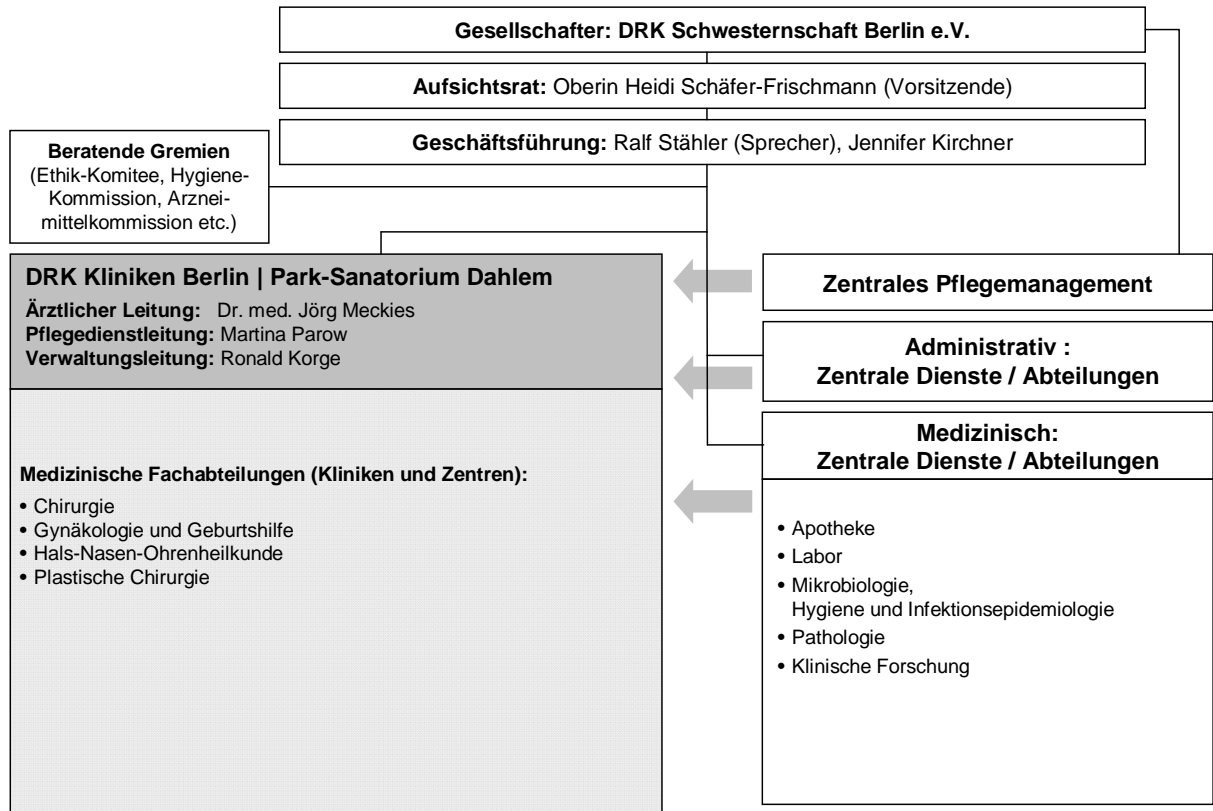 Gesellschafter: DRK Schwesternschaft Berlin e.V.
Aufsichtsrat: Oberin Heidi Schäfer-Frischmann (Vorsitzende)
Geschäftsführung: Ralf Stähler (Sprecher), Jennifer Kirchner
Beratende Gremien
(Ethik-Komitee, Hygiene-
Kommission, Arznei-
mittelkommission etc.)
DRK Kliniken Berlin | Park-Sanatorium Dahlem
Ärztlicher Leitung: Dr. med. Jörg Meckies
Pflegedienstleitung: Martina Parow
Verwaltungsleitung: Ronald Korge
Medizinische Fachabteilungen (Kliniken und Zentren):
• Chirurgie
• Gynäkologie und Geburtshilfe
• Hals-Nasen-Ohrenheilkunde
• Plastische Chirurgie
Zentrales Pflegemanagement
Administrativ :
Zentrale Dienste / Abteilungen
Medizinisch:
Zentrale Dienste / Abteilungen
• Apotheke
• Labor
• Mikrobiologie,
Hygiene und Infektionsepidemiologie
• Pathologie
• Klinische Forschung